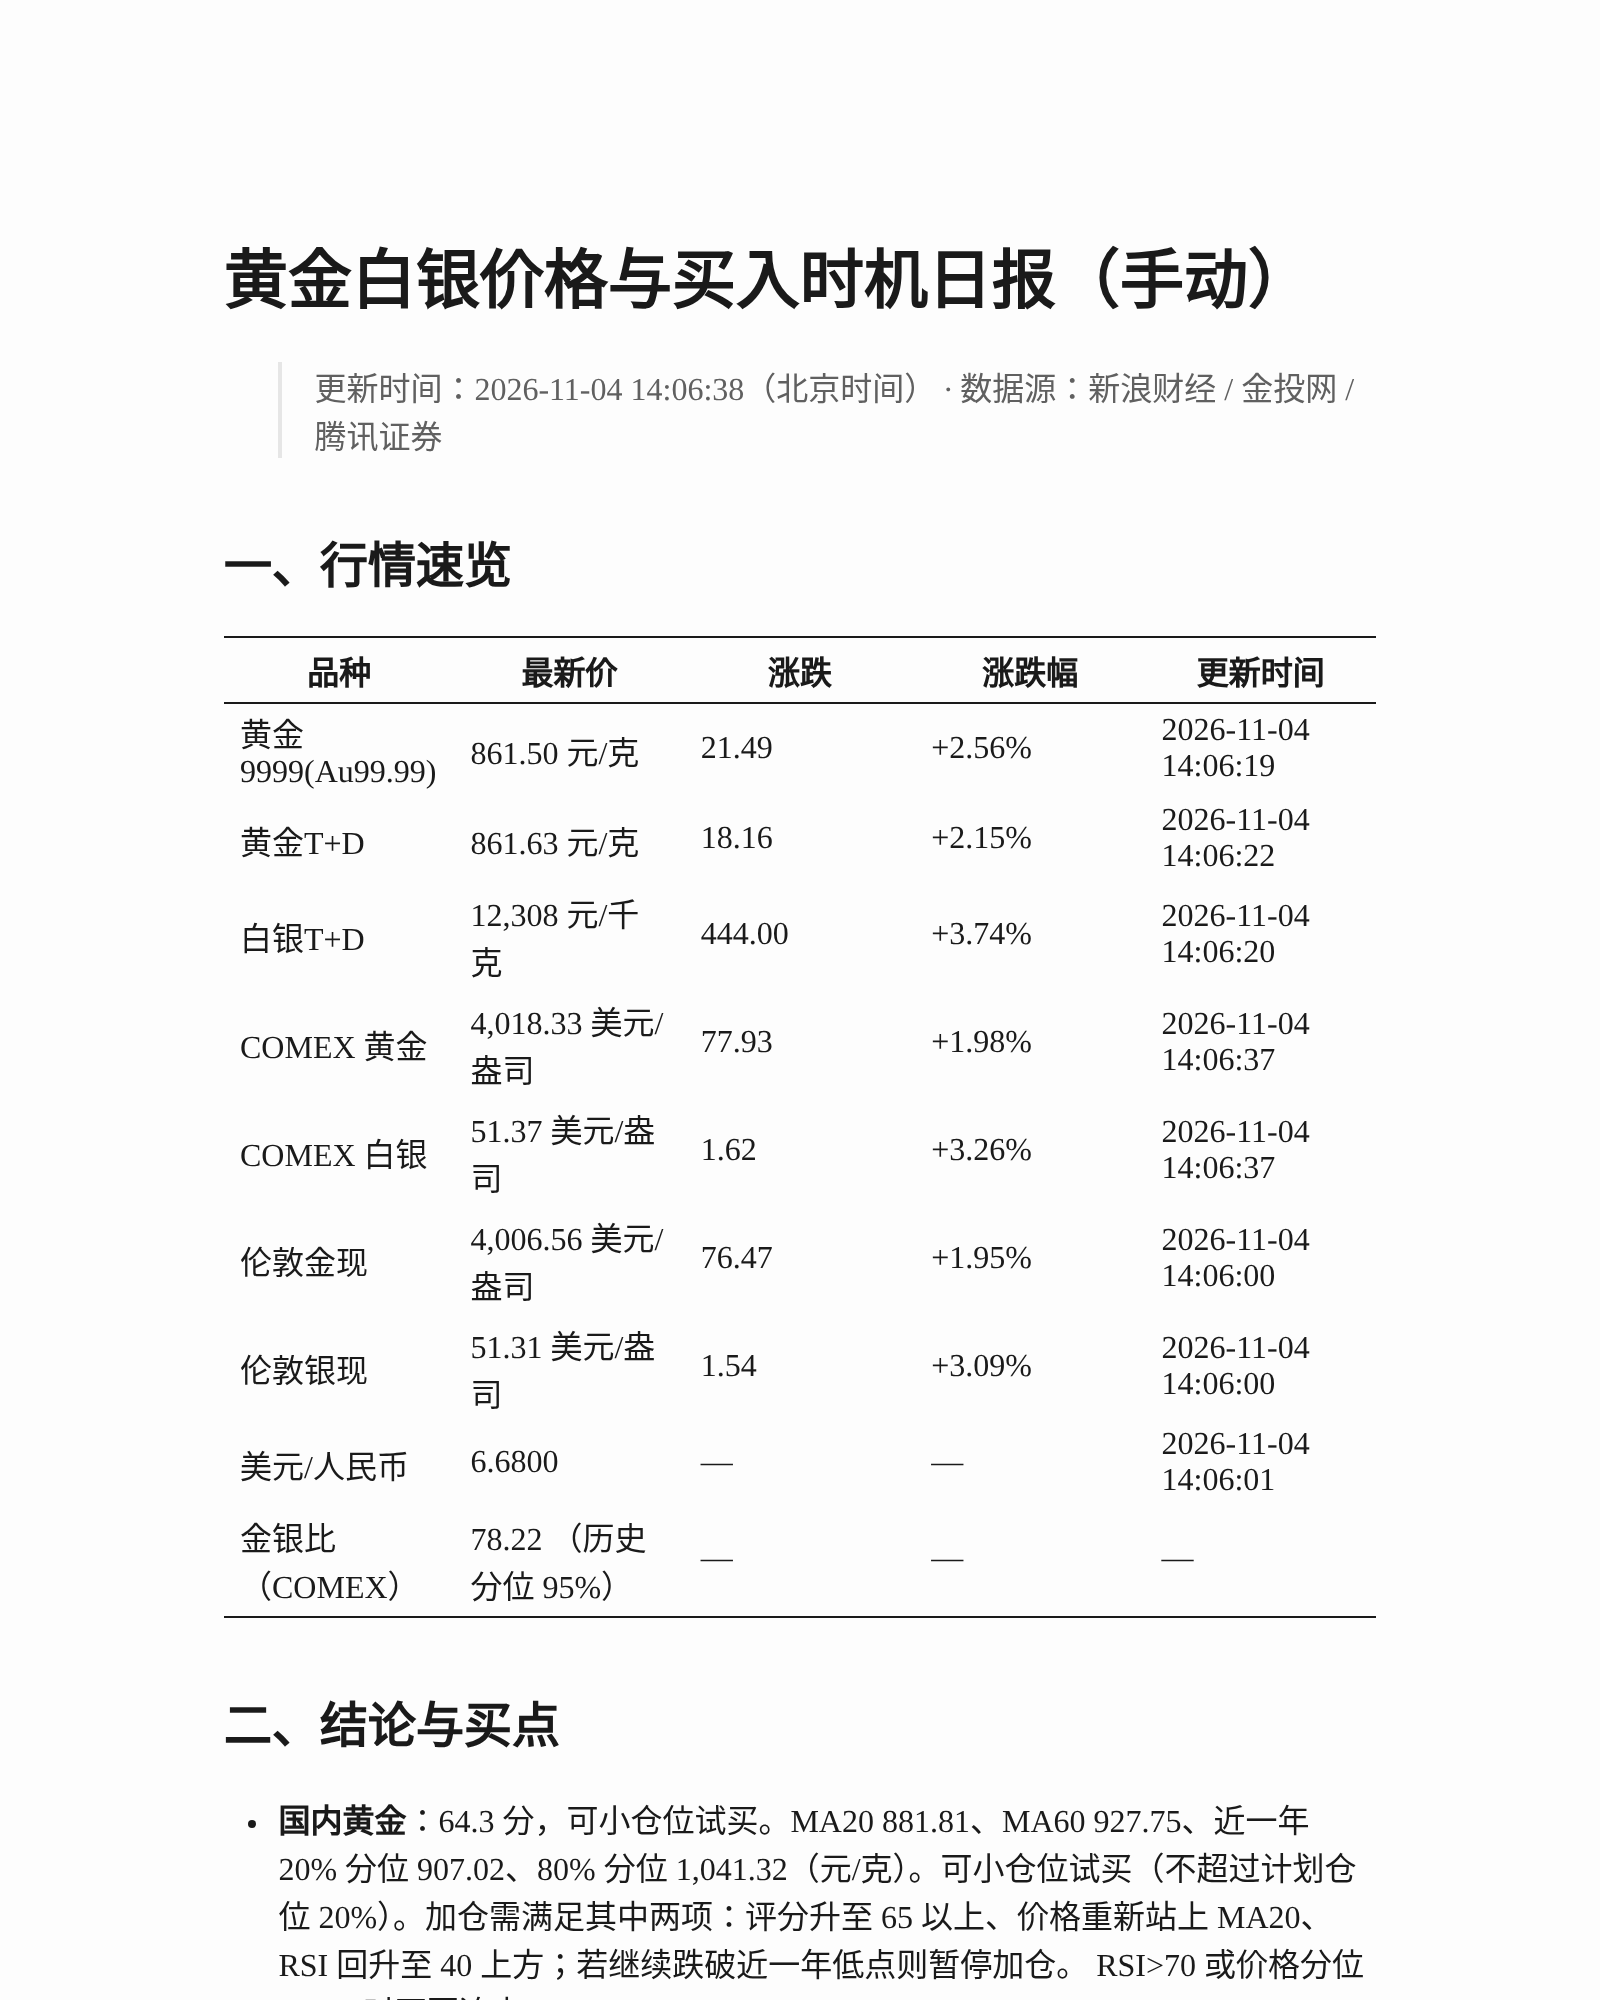 黄金白银价格与买入时机日报（手动）
更新时间：2026-11-04 14:06:38（北京时间） · 数据源：新浪财经 / 金投网 /
腾讯证券
一、行情速览
品种 最新价 涨跌 涨跌幅 更新时间
黄金
9999(Au99.99) 861.50 元/克 21.49 +2.56% 2026-11-04
14:06:19
黄金T+D 861.63 元/克 18.16 +2.15% 2026-11-04
14:06:22
白银T+D 12,308 元/千
克 444.00 +3.74% 2026-11-04
14:06:20
COMEX 黄金 4,018.33 美元/
盎司 77.93 +1.98% 2026-11-04
14:06:37
COMEX 白银 51.37 美元/盎
司 1.62 +3.26% 2026-11-04
14:06:37
伦敦金现 4,006.56 美元/
盎司 76.47 +1.95% 2026-11-04
14:06:00
伦敦银现 51.31 美元/盎
司 1.54 +3.09% 2026-11-04
14:06:00
美元/人民币 6.6800 — — 2026-11-04
14:06:01
金银比
（COMEX） 78.22 （历史
分位 95%） — — —
二、结论与买点
• 国内黄金：64.3 分，可小仓位试买。MA20 881.81、MA60 927.75、近一年
20% 分位 907.02、80% 分位 1,041.32（元/克）。可小仓位试买（不超过计划仓
位 20%）。加仓需满足其中两项：评分升至 65 以上、价格重新站上 MA20、
RSI 回升至 40 上方；若继续跌破近一年低点则暂停加仓。 RSI>70 或价格分位